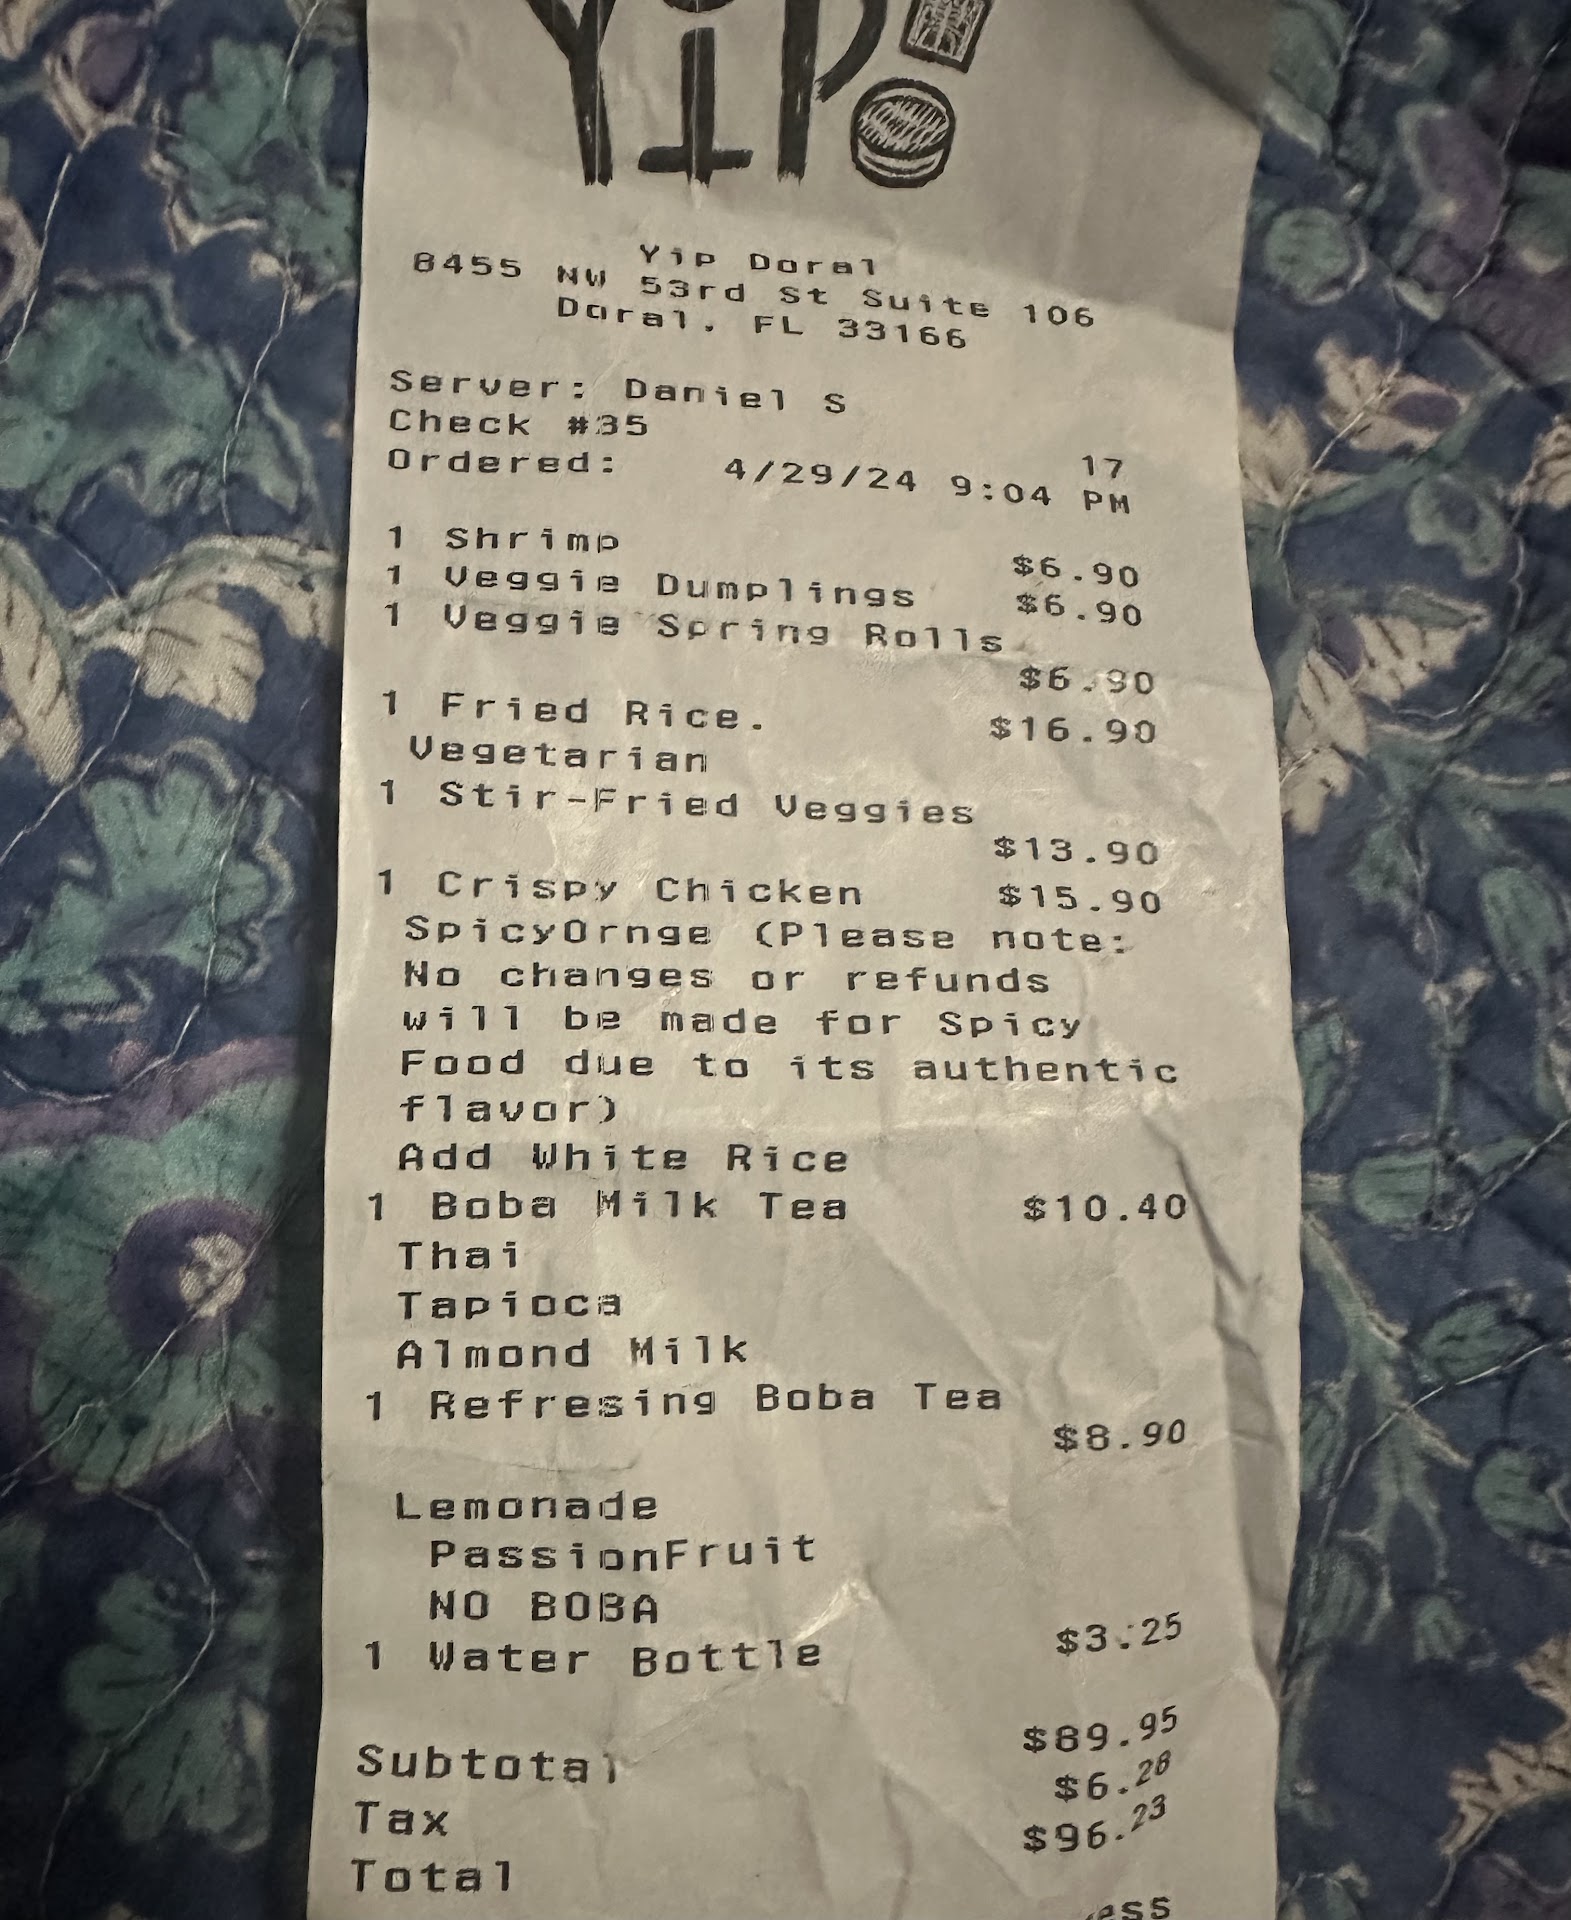 Yip
Yip Doral
8455 NW 53rd St Suite 106
Doral, FL 33166
Server: Daniel S
Check #35 17
Ordered: 4/29/24 9:04 PM
1 Shrimp $6.90
1 Veggie Dumplings $6.90
1 Veggie Spring Rolls
$6.90
1 Fried Rice. $16.90
Vegetarian
1 Stir-Fried Veggies
$13.90
1 Crispy Chicken $15.90
SpicyOrnge (Please note:
No changes or refunds
will be made for Spicy
Food due to its authentic
flavor)
Add White Rice
1 Boba Milk Tea $10.40
Thai
Tapioca
Almond Milk
1 Refresing Boba Tea
$8.90
Lemonade
PassionFruit
NO BOBA
1 Water Bottle $3.25
Subtotal $89.95
Tax $6.28
Total $96.23